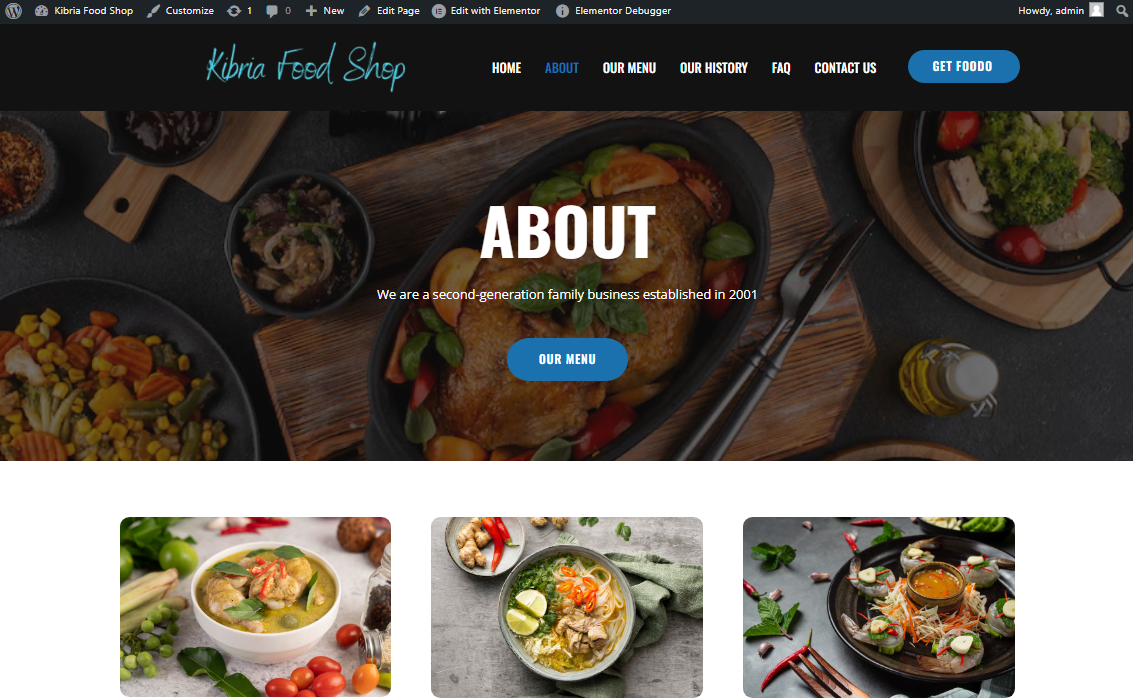 Kibria Food Shop Customize 1 0 New Edit Page Edit with Elementor Elementor Debugger Howdy, admin
Kibria Food Shop HOME ABOUT OUR MENU OUR HISTORY FAQ CONTACT US GET FOODO
ABOUT
We are a second-generation family business established in 2001
OUR MENU